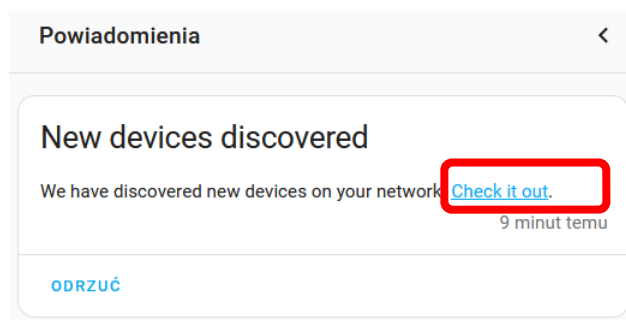 Powiadomienia
New devices discovered
We have discovered new devices on your network Check it out.
9 minut temu
ODRZUĆ